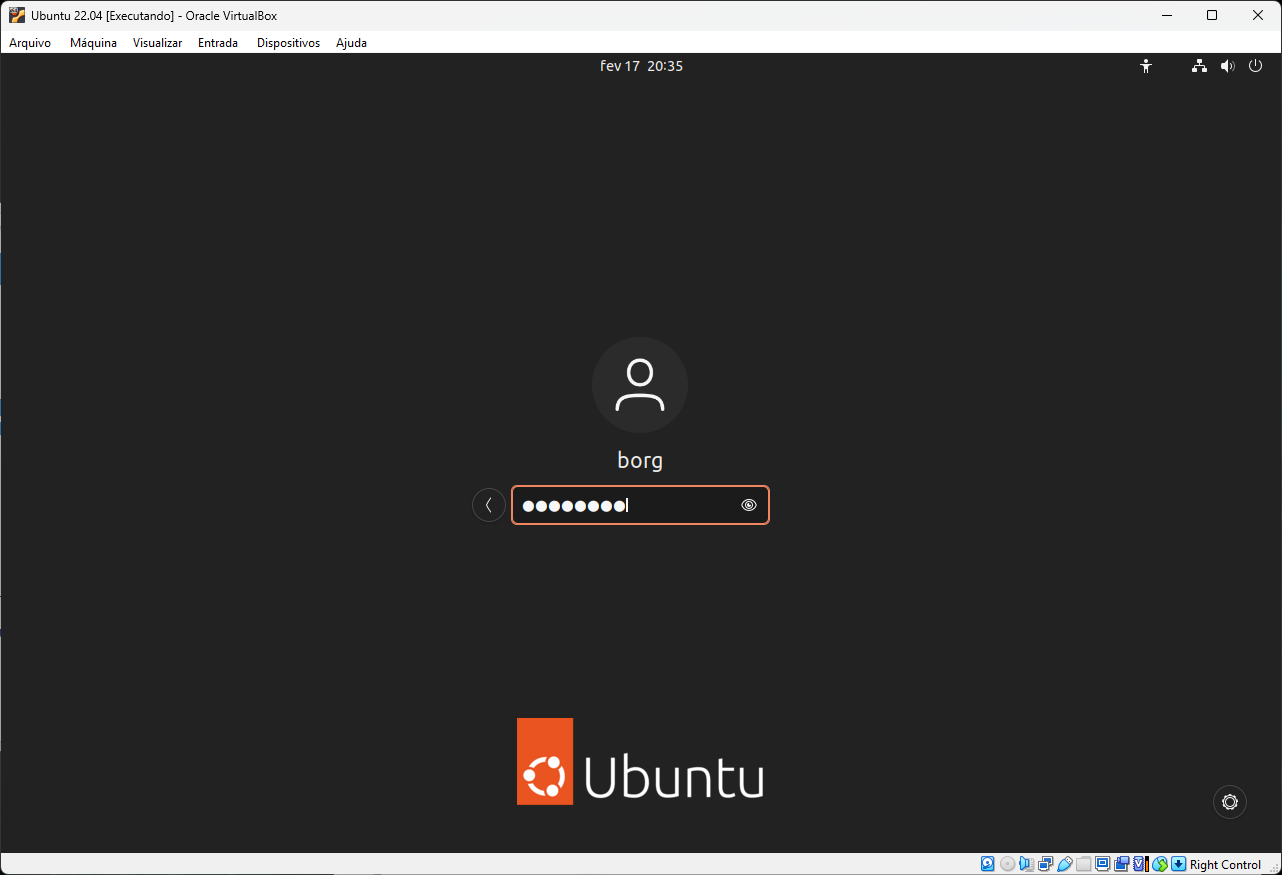 Ubuntu 22.04 [Executando] - Oracle VirtualBox
Arquivo Máquina Visualizar Entrada Dispositivos Ajuda
fev 17 20:35
borg
Ubuntu
Right Control